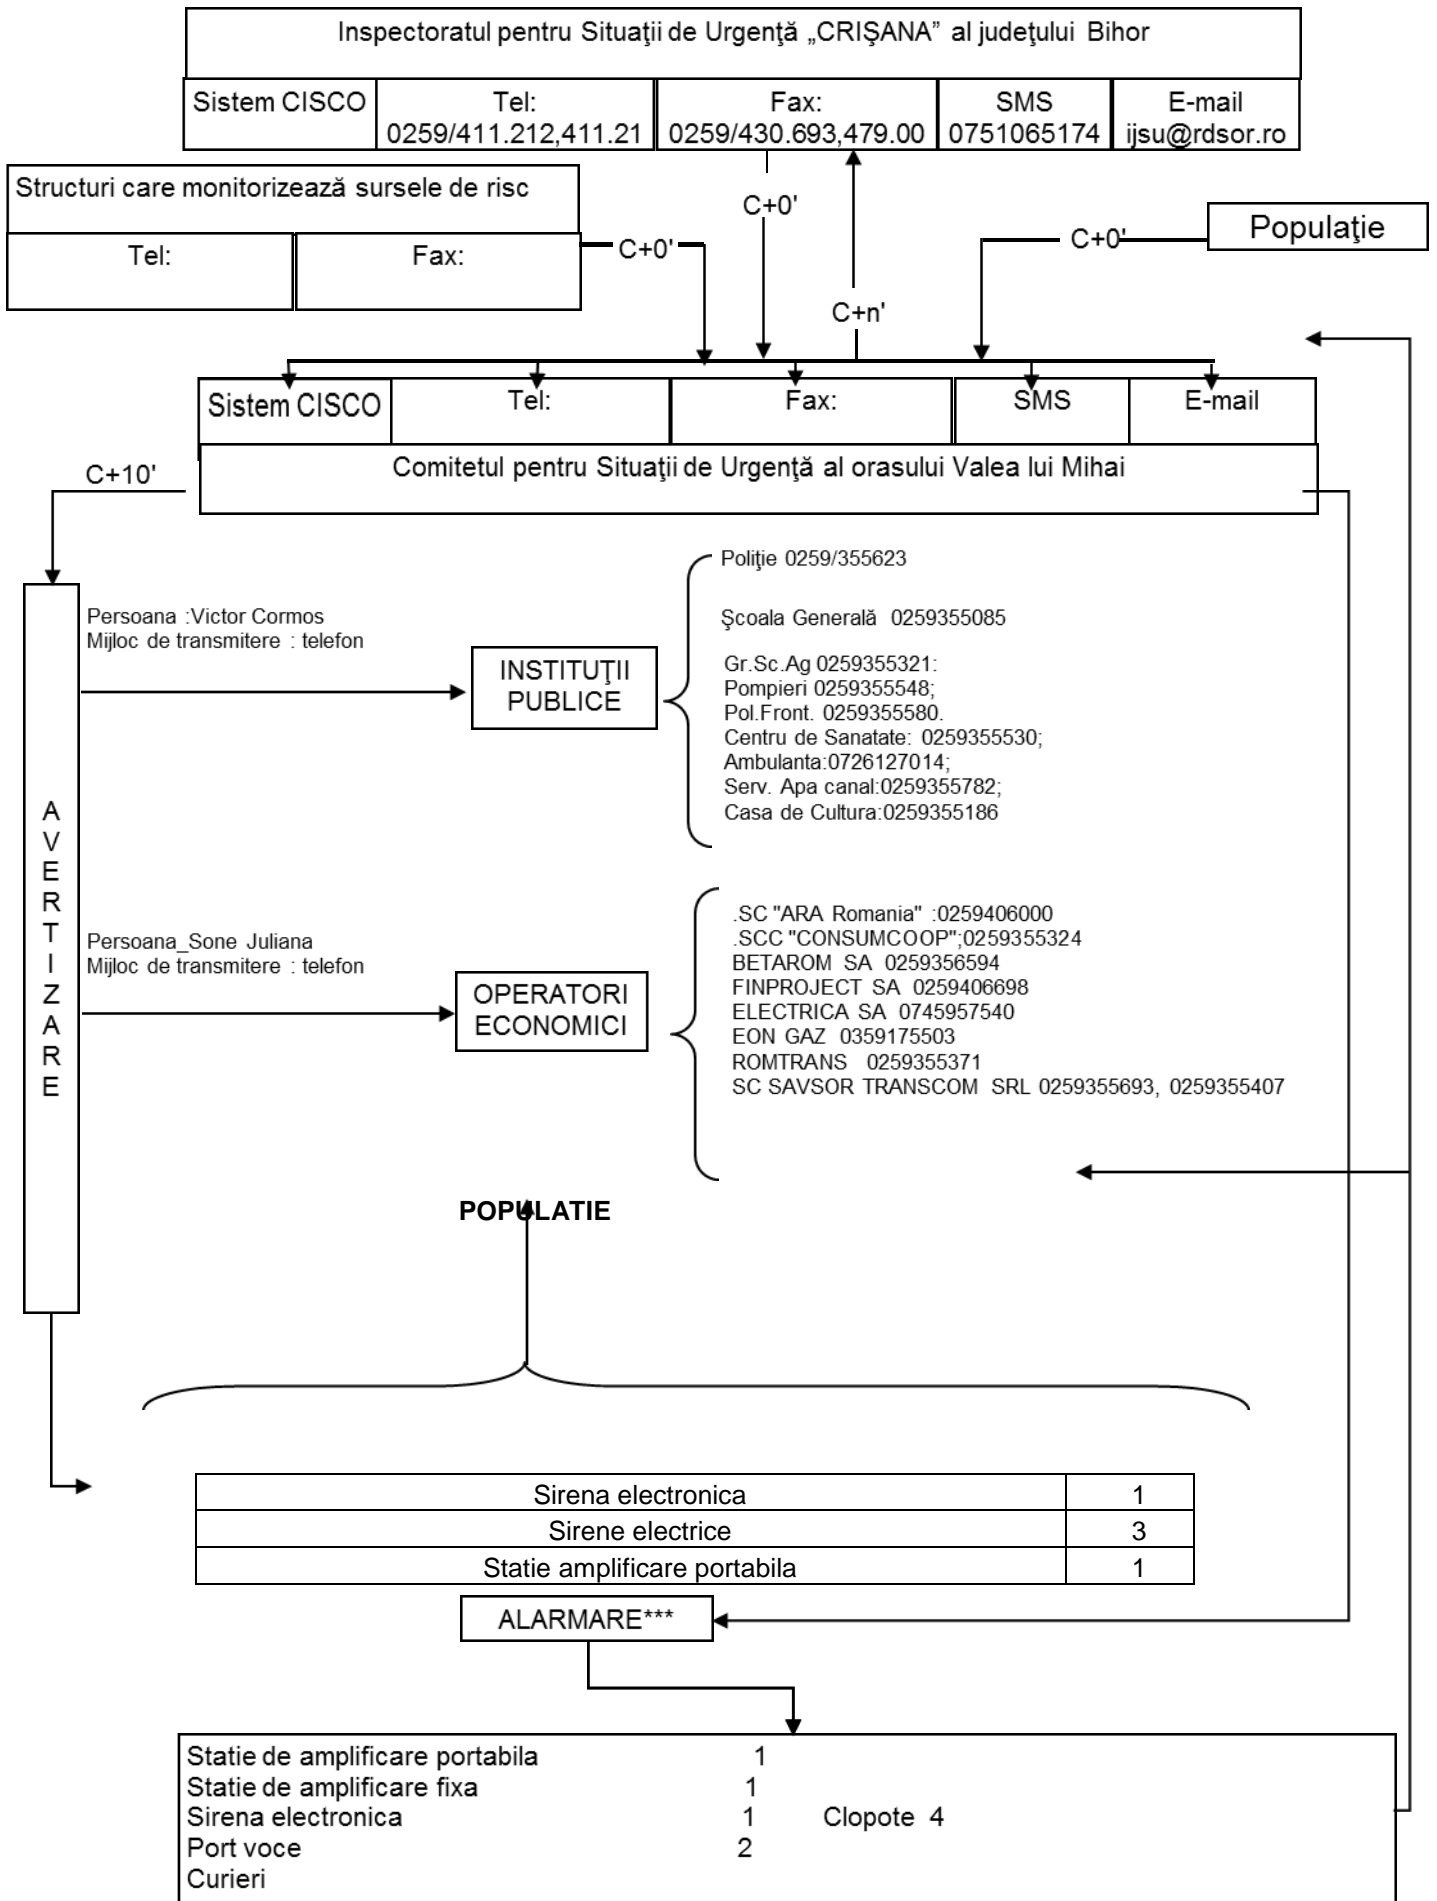 Inspectoratul pentru Situaţii de Urgenţă „CRIŞANA” al judeţului Bihor
Sistem CISCO
Tel:
0259/411.212,411.21
Fax:
0259/430.693,479.00
SMS
0751065174
E-mail
ijsu@rdsor.ro
Structuri care monitorizează sursele de risc
Tel:
Fax:
C+0'
C+0'
C+n'
C+0'
Populaţie
Sistem CISCO
Tel:
Fax:
SMS
E-mail
Comitetul pentru Situaţii de Urgenţă al orasului Valea lui Mihai
C+10'
AVERTIZARE
Persoana :Victor Cormos
Mijloc de transmitere : telefon
INSTITUŢII
PUBLICE
Poliţie 0259/355623
Şcoala Generală 0259355085
Gr.Sc.Ag 0259355321:
Pompieri 0259355548;
Pol.Front. 0259355580.
Centru de Sanatate: 0259355530;
Ambulanta:0726127014;
Serv. Apa canal:0259355782;
Casa de Cultura:0259355186
Persoana_Sone Juliana
Mijloc de transmitere : telefon
OPERATORI
ECONOMICI
.SC "ARA Romania" :0259406000
.SCC "CONSUMCOOP";0259355324
BETAROM SA 0259356594
FINPROJECT SA 0259406698
ELECTRICA SA 0745957540
EON GAZ 0359175503
ROMTRANS 0259355371
SC SAVSOR TRANSCOM SRL 0259355693, 0259355407
POPULATIE
Sirena electronica 1
Sirene electrice 3
Statie amplificare portabila 1
ALARMARE***
Statie de amplificare portabila 1
Statie de amplificare fixa 1
Sirena electronica 1 Clopote 4
Port voce 2
Curieri